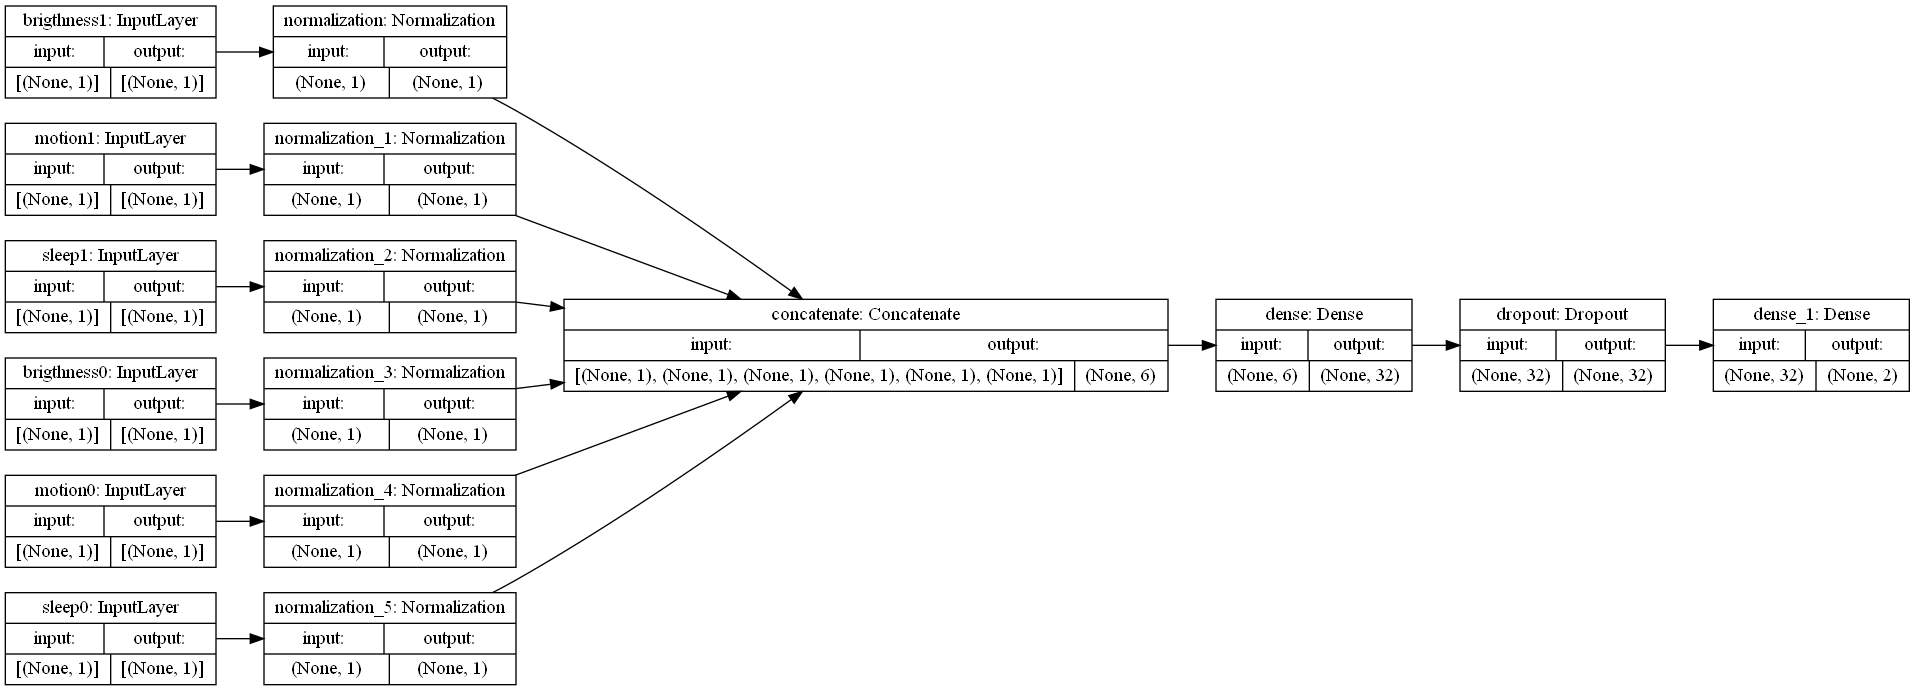 brigthness1: InputLayer
input: output:
[(None, 1)] [(None, 1)]
normalization: Normalization
input: output:
(None, 1) (None, 1)
motion1: InputLayer
input: output:
[(None, 1)] [(None, 1)]
normalization_1: Normalization
input: output:
(None, 1) (None, 1)
sleep1: InputLayer
input: output:
[(None, 1)] [(None, 1)]
normalization_2: Normalization
input: output:
(None, 1) (None, 1)
brigthness0: InputLayer
input: output:
[(None, 1)] [(None, 1)]
normalization_3: Normalization
input: output:
(None, 1) (None, 1)
motion0: InputLayer
input: output:
[(None, 1)] [(None, 1)]
normalization_4: Normalization
input: output:
(None, 1) (None, 1)
sleep0: InputLayer
input: output:
[(None, 1)] [(None, 1)]
normalization_5: Normalization
input: output:
(None, 1) (None, 1)
concatenate: Concatenate
input: output:
[(None, 1), (None, 1), (None, 1), (None, 1), (None, 1), (None, 1)] (None, 6)
dense: Dense
input: output:
(None, 6) (None, 32)
dropout: Dropout
input: output:
(None, 32) (None, 32)
dense_1: Dense
input: output:
(None, 32) (None, 2)